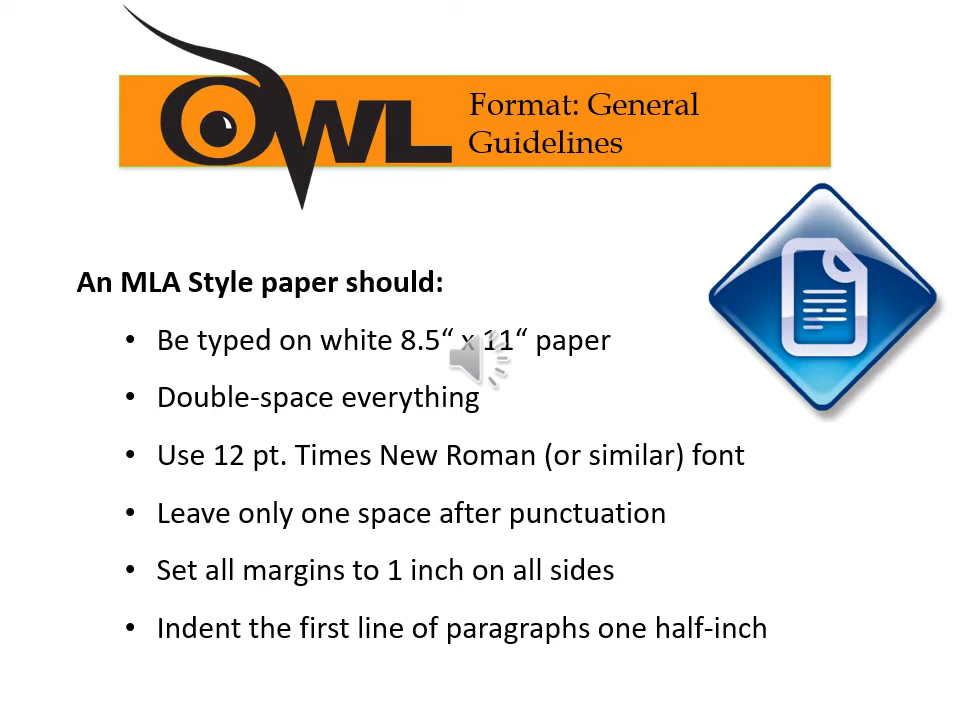 OWL
Format: General
Guidelines
An MLA Style paper should:
• Be typed on white 8.5“ x 11“ paper
• Double-space everything
• Use 12 pt. Times New Roman (or similar) font
• Leave only one space after punctuation
• Set all margins to 1 inch on all sides
• Indent the first line of paragraphs one half-inch